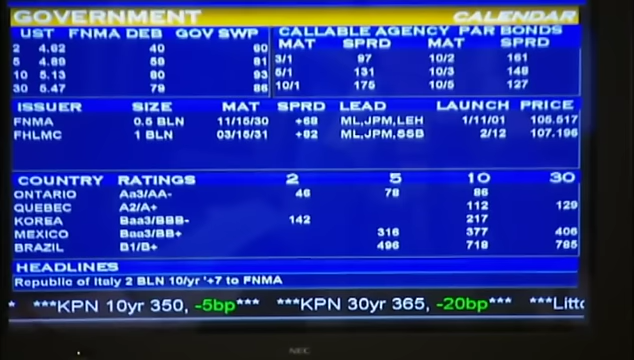 GOVERNMENT CALENDAR
UST FNMA DEB GOV SWP CALLABLE AGENCY PAR BONDS
MAT SPRD MAT SPRD
2 4.62 40 60 3/1 97 10/2 161
5 4.88 58 81 5/1 131 10/3 148
10 5.13 80 93 10/1 175 10/5 127
30 5.47 79 86
ISSUER SIZE MAT SPRD LEAD LAUNCH PRICE
FNMA 0.5 BLN 11/15/30 +68 ML,JPM,LEH 1/11/01 105.517
FHLMC 1 BLN 03/15/31 +82 ML,JPM,SSB 2/12 107.196
COUNTRY RATINGS 2 5 10 30
ONTARIO Aa3/AA- 46 78 86
QUEBEC A2/A+ 112 129
KOREA Baa3/BBB- 142 217
MEXICO Baa3/BB+ 316 377 406
BRAZIL B1/B+ 496 718 785
HEADLINES
Republic of Italy 2 BLN 10/yr '+7 to FNMA
* ***KPN 10yr 350, -5bp*** ***KPN 30yr 365, -20bp*** ***Litt
NEC